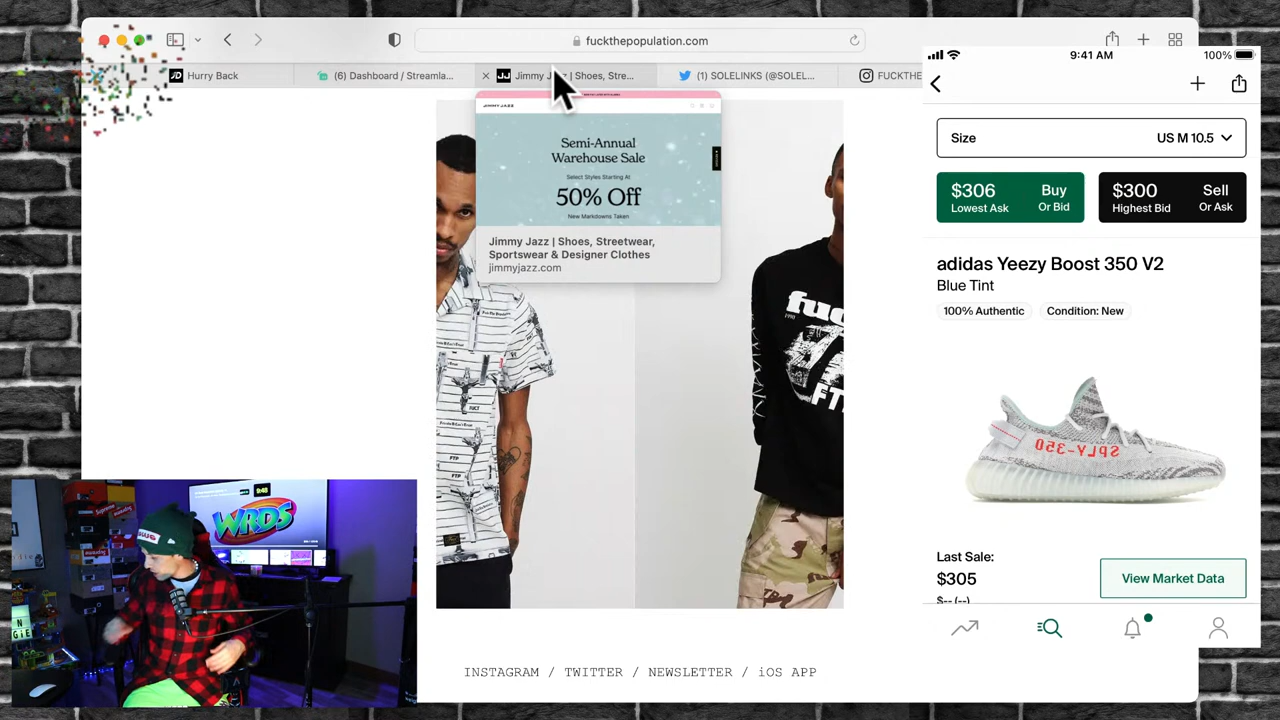 fuckthepopulation.com
Hurry Back
(6) Dashboard / Streamla...
Jimmy J
| Shoes, Stre...
(1) SOLELINKS (@SOLEL...
FUCKTHE
JIMMY JAZZ
Semi-Annual
Warehouse Sale
Select Styles Starting At
50% Off
New Markdowns Taken
Jimmy Jazz | Shoes, Streetwear,
Sportswear & Designer Clothes
jimmyjazz.com
INSTAGRAM / TWITTER / NEWSLETTER / iOS APP
9:41 AM
100%
Size
US M 10.5
$306
Buy
Lowest Ask
Or Bid
$300
Sell
Highest Bid
Or Ask
adidas Yeezy Boost 350 V2
Blue Tint
100% Authentic
Condition: New
SPLY-350
Last Sale:
$305
View Market Data
$-- (--)
WRDS
FTP